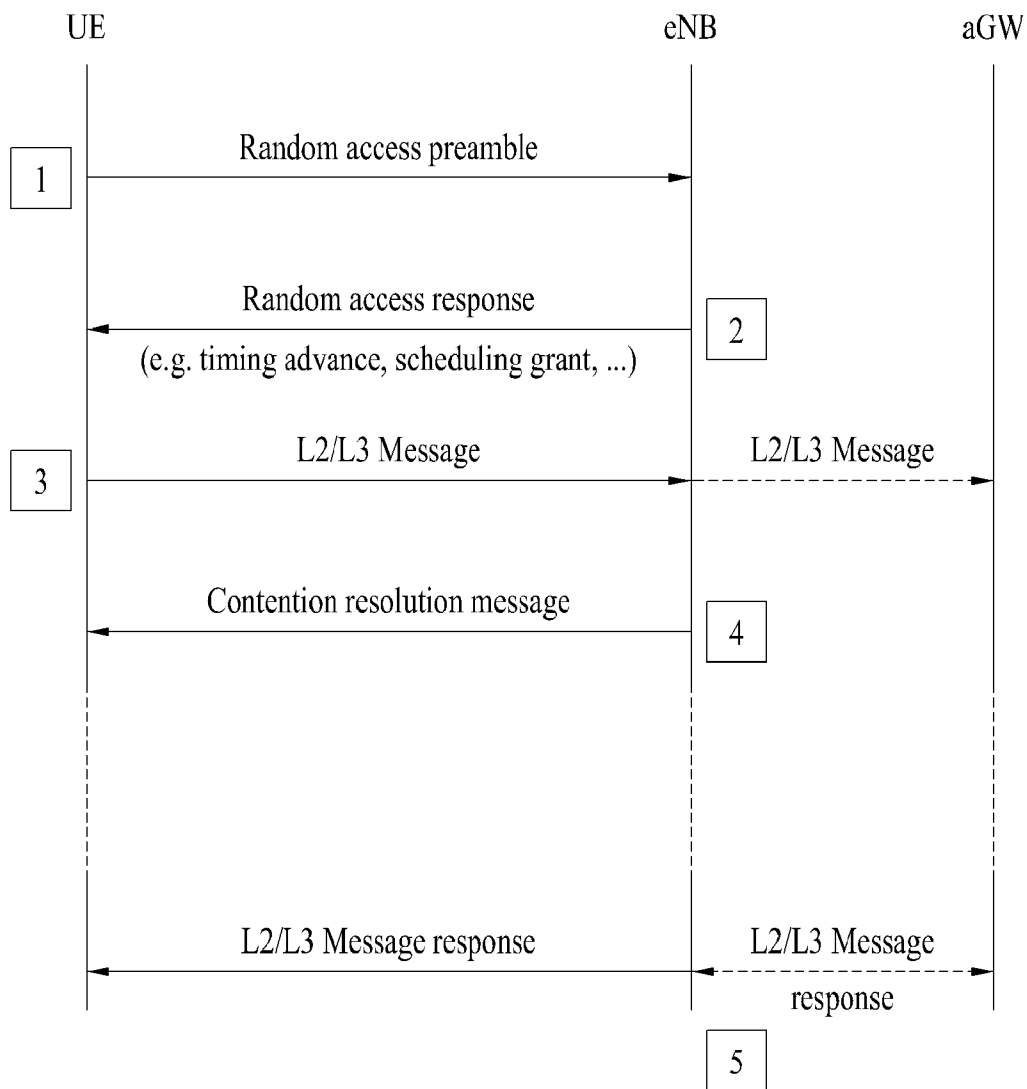 UE eNB aGW
Random access preamble
1
Random access response
2
(e.g. timing advance, scheduling grant, ...)
L2/L3 Message L2/L3 Message
3
Contention resolution message
4
L2/L3 Message response L2/L3 Message
response
5